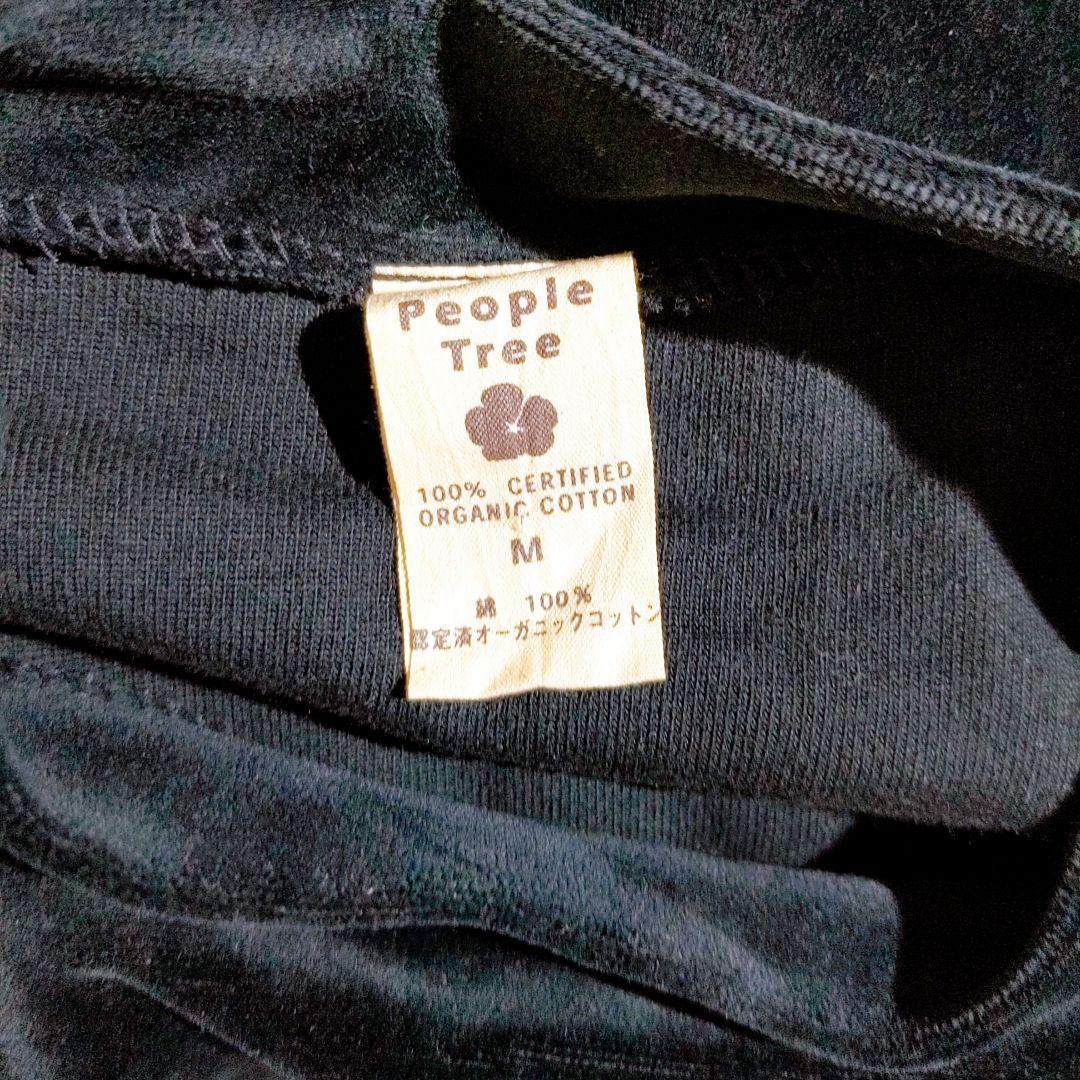 People
Tree
100% CERTIFIED
ORGANIC COTTON
M
綿 100%
認定済オーガニックコットン